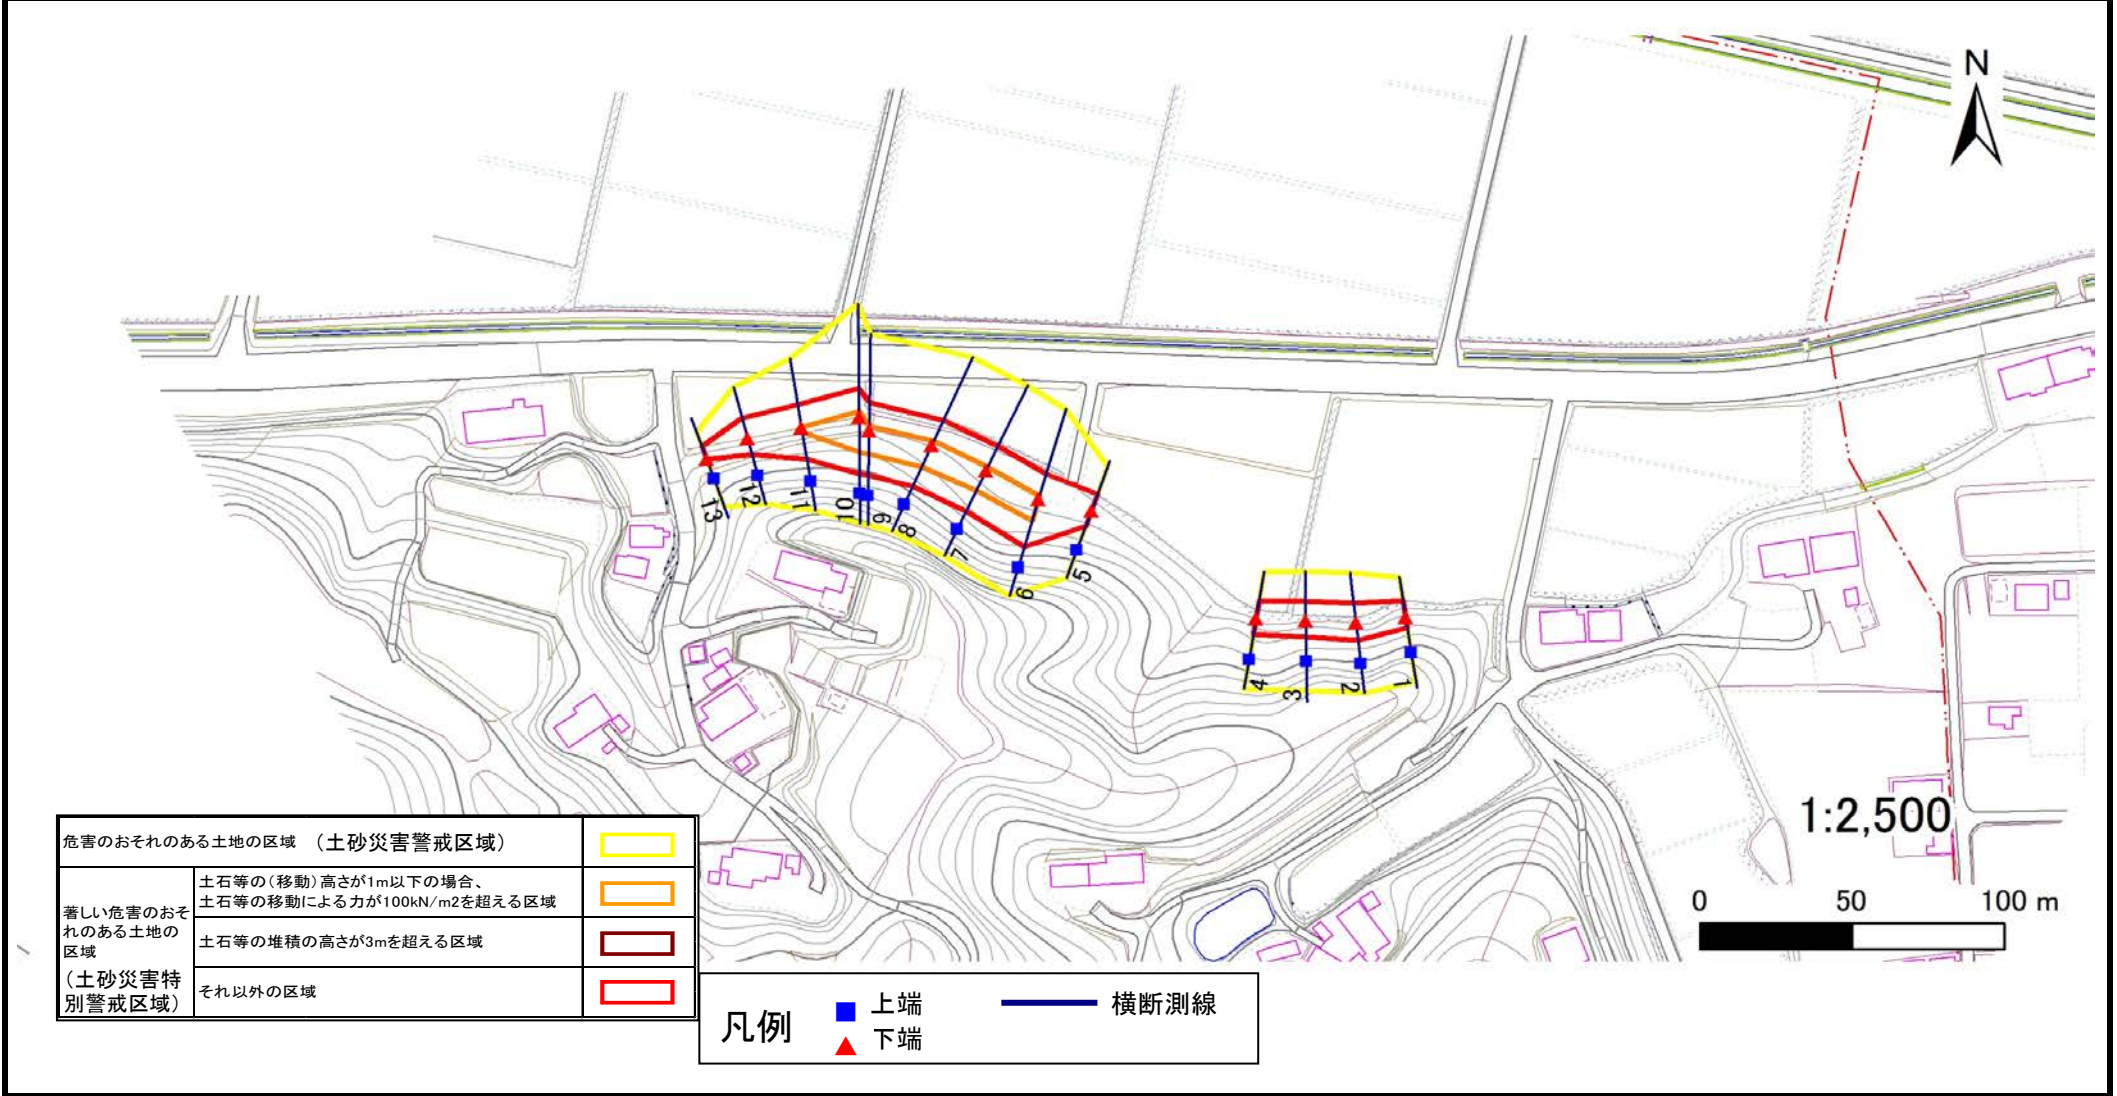 N
13
12
11
10
9
8
7
6
5
4
3
2
1
1:2,500
0 50 100 m
危害のおそれのある土地の区域 （土砂災害警戒区域）
著しい危害のおそ
れのある土地の
区域
（土砂災害特
別警戒区域）
土石等の（移動）高さが1m以下の場合、
土石等の移動による力が100kN/m2を超える区域
土石等の堆積の高さが3mを超える区域
それ以外の区域
凡例
上端
下端
横断測線